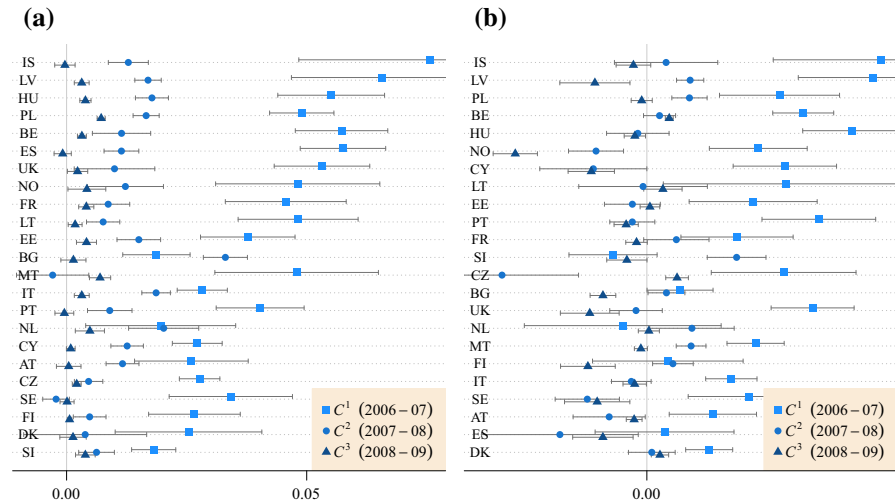 (a)
IS
LV
HU
PL
BE
ES
UK
NO
FR
LT
EE
BG
MT
IT
PT
NL
CY
AT
CZ
SE
FI
DK
SI
C¹ (2006–07)
C² (2007–08)
C³ (2008–09)
0.00 0.05
(b)
IS
LV
PL
BE
HU
NO
CY
LT
EE
PT
FR
SI
CZ
BG
UK
NL
MT
FI
IT
SE
AT
ES
DK
C¹ (2006–07)
C² (2007–08)
C³ (2008–09)
0.00